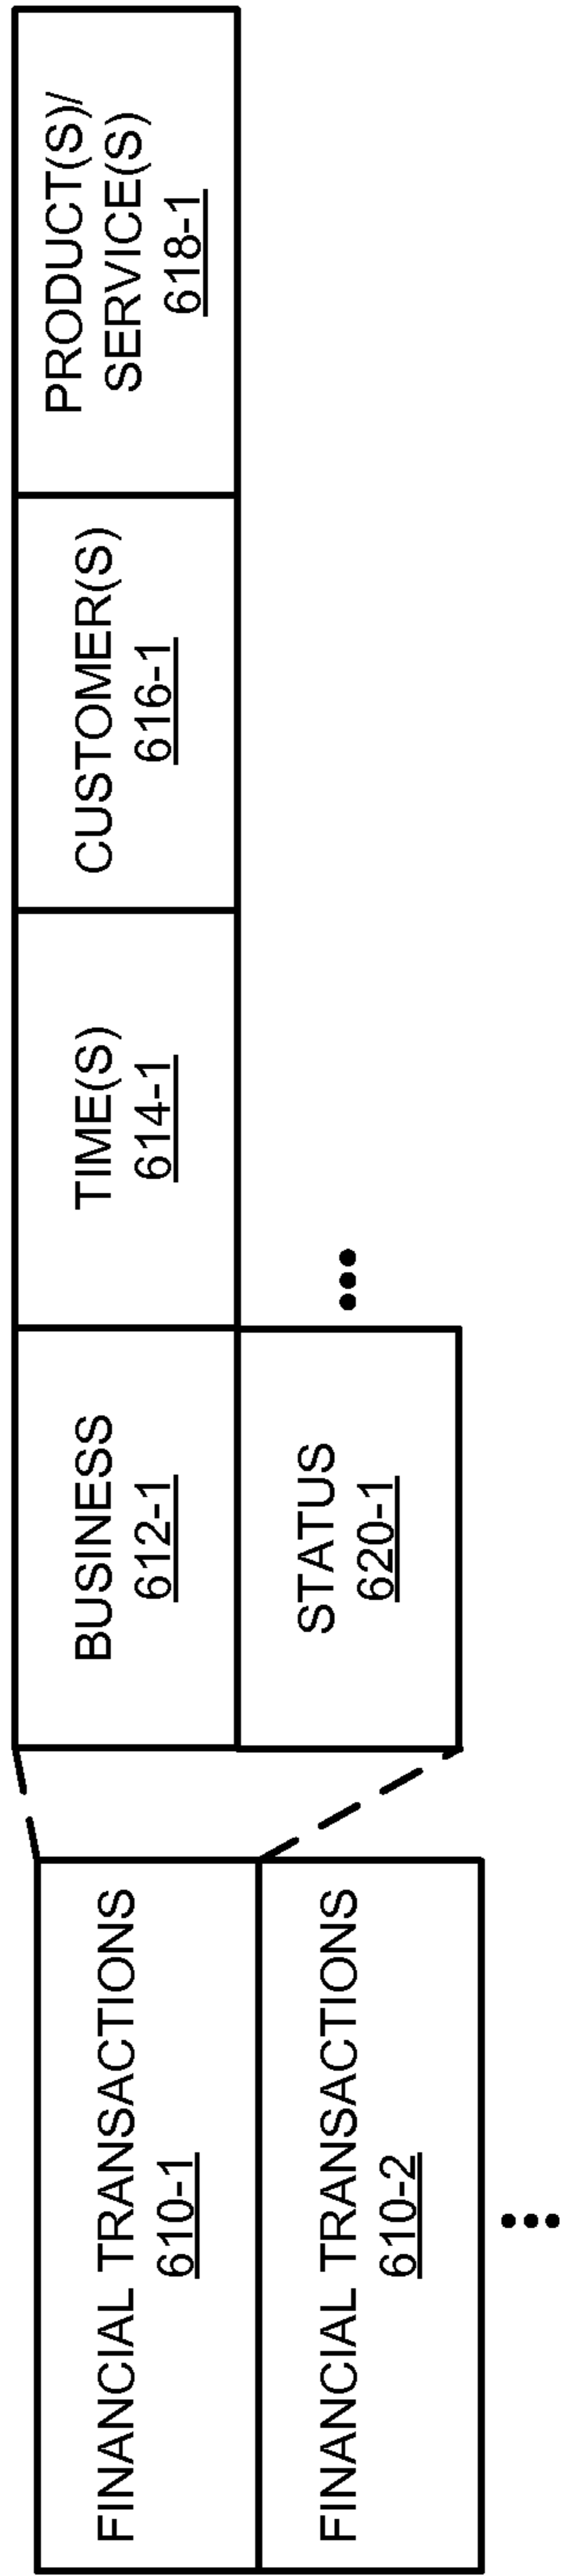 FINANCIAL TRANSACTIONS
610-1
FINANCIAL TRANSACTIONS
610-2
BUSINESS
612-1
TIME(S)
614-1
CUSTOMER(S)
616-1
PRODUCT(S)/
SERVICE(S)
618-1
STATUS
620-1